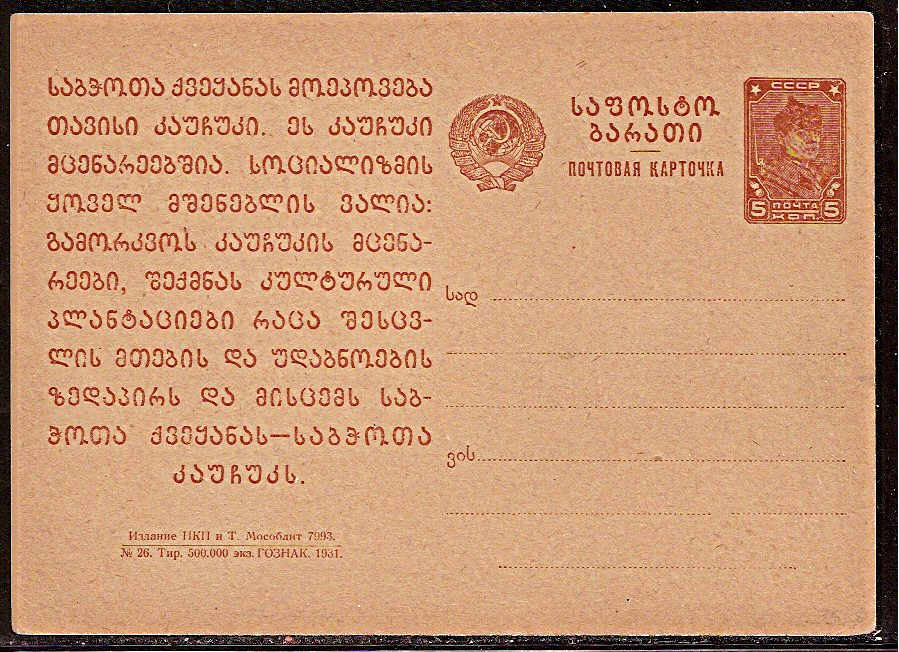 საბჭოთა ქვეყანას მოეპოვება
თავისი კაუჩუკი. ეს კაუჩუკი
მცენარეებშია. სოციალიზმის
ყოველ მშენებლის ვალია:
გამორკვოს კაუჩუკის მცენა-
რეები, შექმნას კულტურული
პლანტაციები რაცა შესცვ-
ლის მთების და უდაბნოების
ზედაპირს და მისცემს საბ-
ჭოთა ქვეყანას—საბჭოთა
კაუჩუკს.
Издание НКП и Т. Мособлит 7993.
№ 26. Тир. 500.000 экз. ГОЗНАК. 1931.
საფოსტო
ბარათი
ПОЧТОВАЯ КАРТОЧКА
СССР
5 ПОЧТА 5
КОП.
სად
ვის